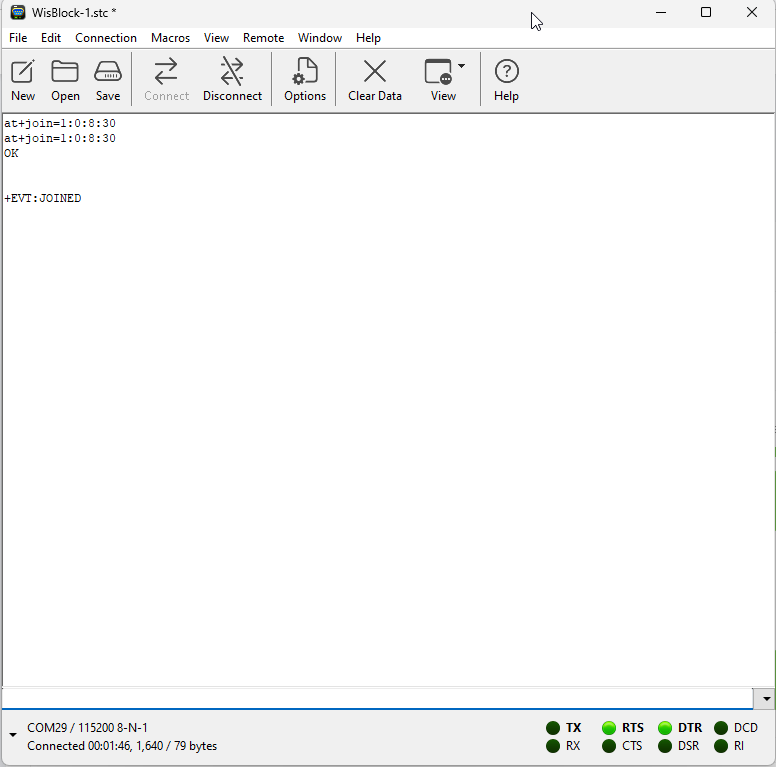 WisBlock-1.stc *
File Edit Connection Macros View Remote Window Help
New Open Save Connect Disconnect Options Clear Data View Help
at+join=1:0:8:30
at+join=1:0:8:30
OK
+EVT:JOINED
COM29 / 115200 8-N-1 TX RTS DTR DCD
Connected 00:01:46, 1,640 / 79 bytes RX CTS DSR RI